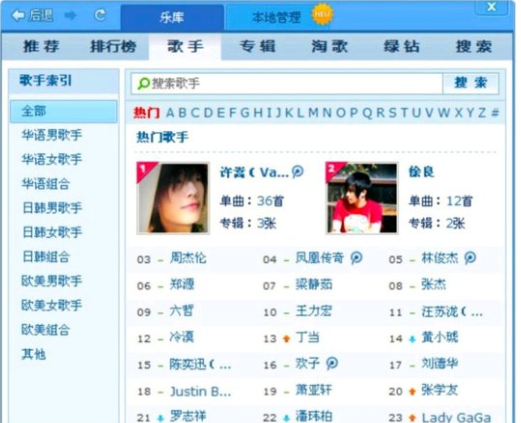 后退
乐库
本地管理 NEW
推荐 排行榜 歌手 专辑 淘歌 绿钻 搜索
歌手索引
全部
华语男歌手
华语女歌手
华语组合
日韩男歌手
日韩女歌手
日韩组合
欧美男歌手
欧美女歌手
欧美组合
其他
搜索歌手 搜索
热门 A B C D E F G H I J K L M N O P Q R S T U V W X Y Z #
热门歌手
1 许嵩(Va...
单曲：36首
专辑：3张
2 徐良
单曲：12首
专辑：2张
03 - 周杰伦 04 - 凤凰传奇 05 - 林俊杰
06 - 郑源 07 - 梁静茹 08 - 张杰
09 - 六哲 10 - 王力宏 11 - 汪苏泷(...
12 - 冷漠 13 丁当 14 黄小琥
15 - 陈奕迅(... 16 - 欢子 17 - 刘德华
18 - Justin B... 19 - 萧亚轩 20 张学友
21 罗志祥 22 潘玮柏 23 Lady GaGa